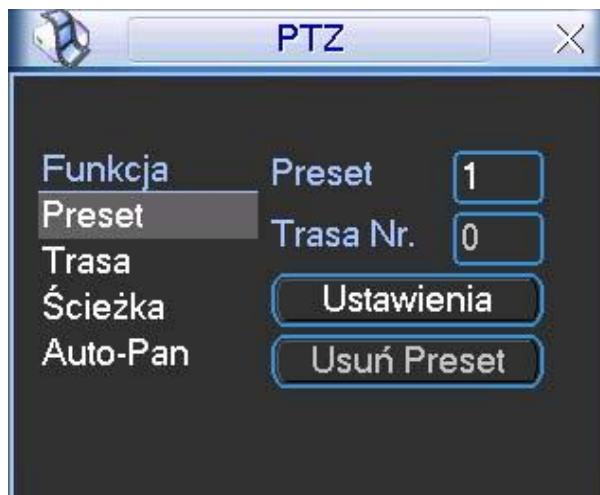 PTZ
Funkcja
Preset
Trasa
Ścieżka
Auto-Pan
Preset 1
Trasa Nr. 0
Ustawienia
Usuń Preset